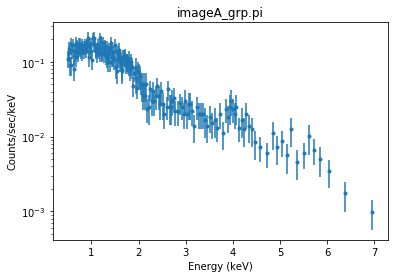 imageA_grp.pi
Counts/sec/keV
10⁻¹
10⁻²
10⁻³
1 2 3 4 5 6 7
Energy (keV)